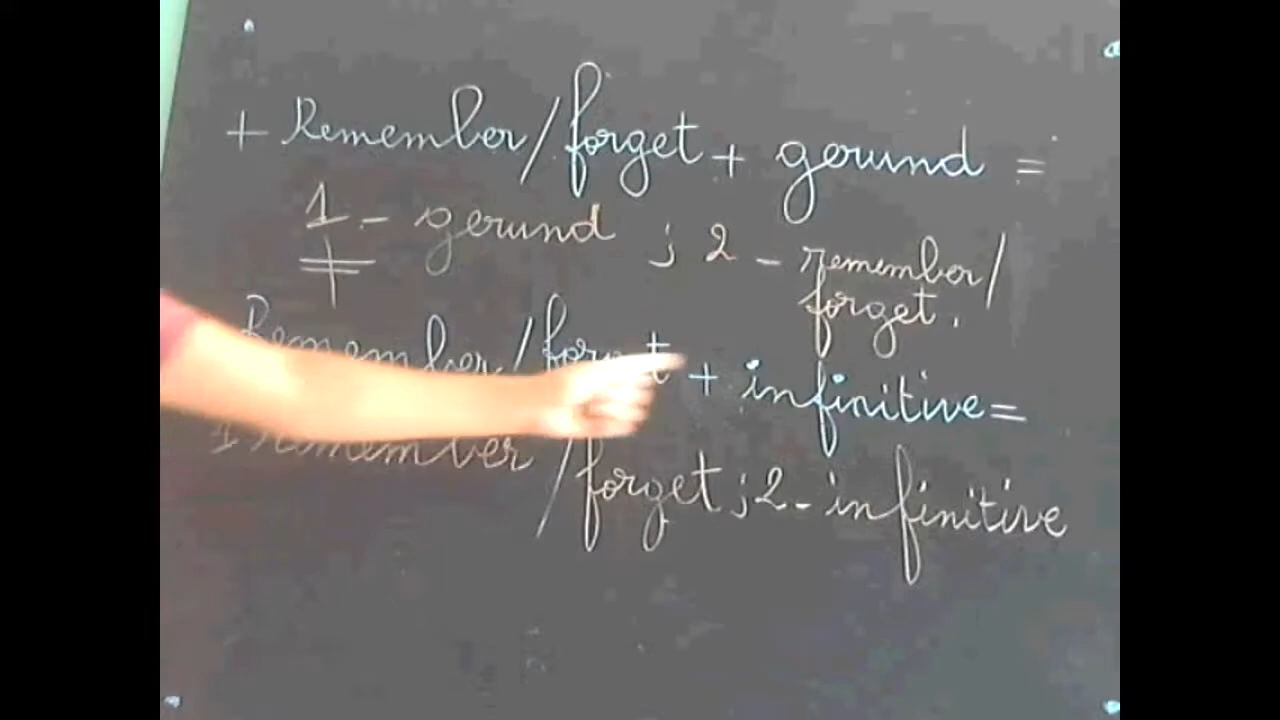 + Remember/forget + gerund =
1 - gerund ; 2 - remember/
forget.
≠
Remember/forget + infinitive=
1 remember/forget ; 2 - infinitive